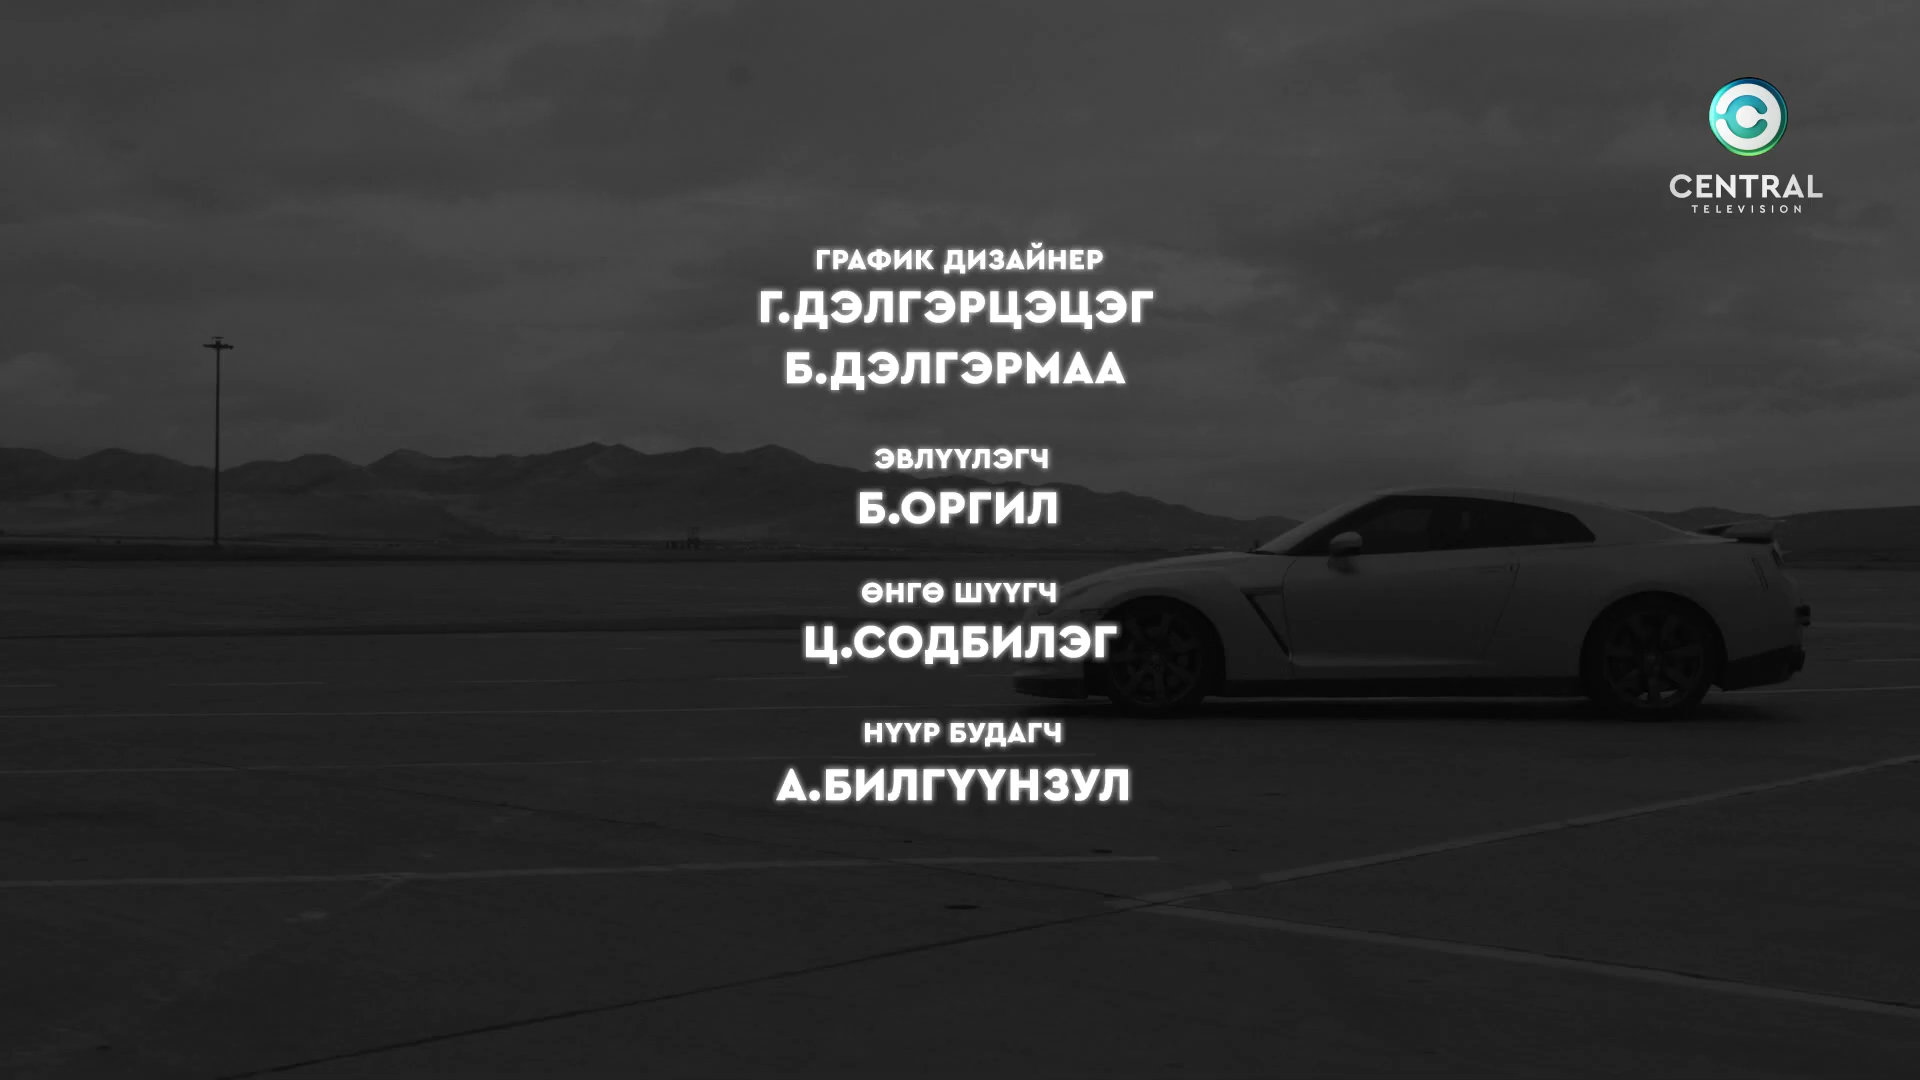 CENTRAL
TELEVISION
ГРАФИК ДИЗАЙНЕР
Г.ДЭЛГЭРЦЭЦЭГ
Б.ДЭЛГЭРМАА
ЭВЛҮҮЛЭГЧ
Б.ОРГИЛ
ӨНГӨ ШҮҮГЧ
Ц.СОДБИЛЭГ
НҮҮР БУДАГЧ
А.БИЛГҮҮНЗУЛ